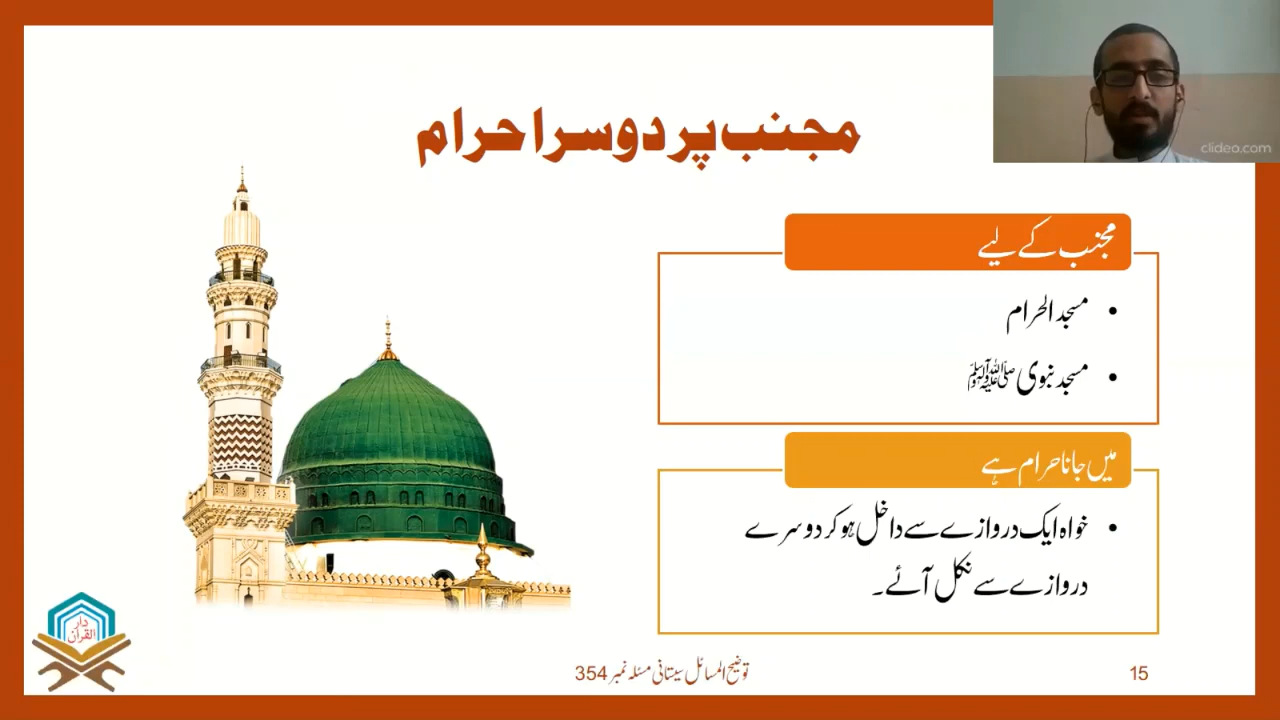 مجنب پر دوسرا حرام
clideo.com
مجنب کے لیے
• مسجد الحرام
• مسجد نبوی ﷺ
میں جانا حرام ہے
• خواہ ایک دروازے سے داخل ہو کر دوسرے
دروازے سے نکل آئے۔
دار
القرآن
توضیح المسائل سیستانی مسئلہ نمبر 354
15